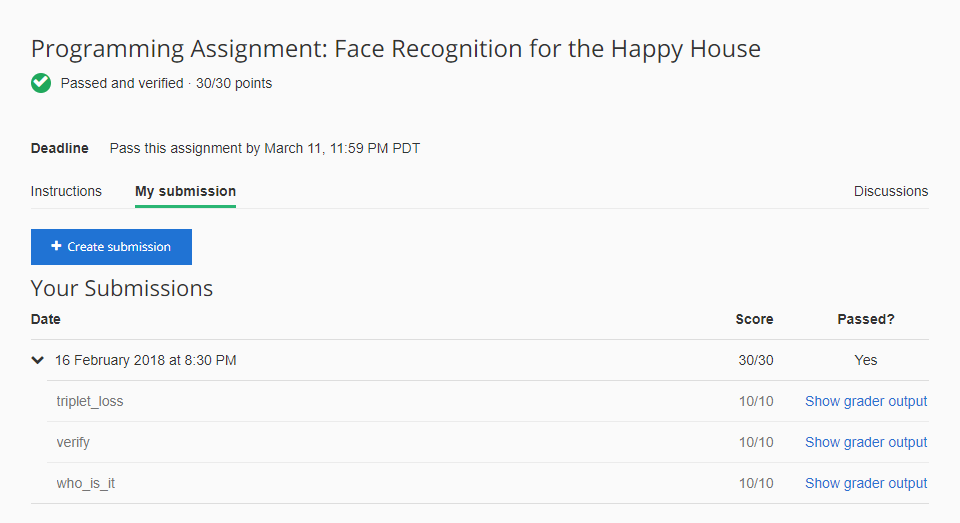 Programming Assignment: Face Recognition for the Happy House
Passed and verified · 30/30 points
Deadline Pass this assignment by March 11, 11:59 PM PDT
Instructions My submission Discussions
+ Create submission
Your Submissions
Date Score Passed?
16 February 2018 at 8:30 PM 30/30 Yes
triplet_loss 10/10 Show grader output
verify 10/10 Show grader output
who_is_it 10/10 Show grader output